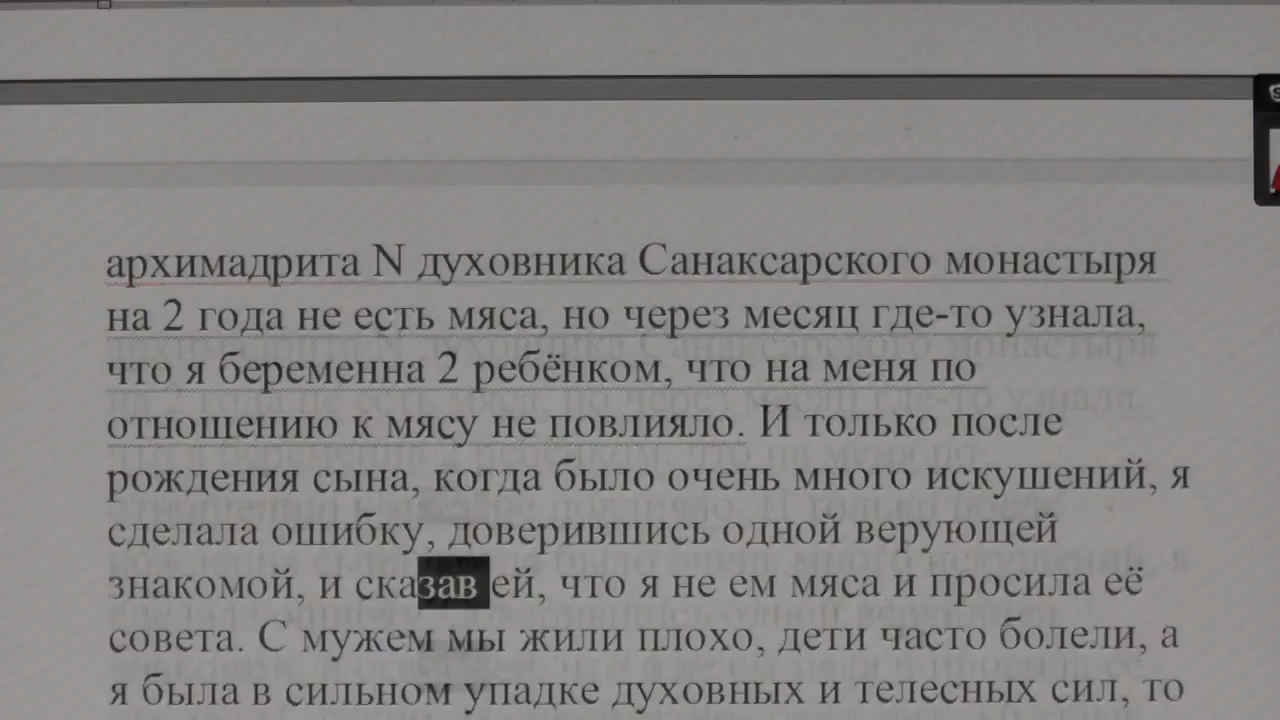 архимадрита N духовника Санаксарского монастыря
на 2 года не есть мяса, но через месяц где-то узнала,
что я беременна 2 ребёнком, что на меня по
отношению к мясу не повлияло. И только после
рождения сына, когда было очень много искушений, я
сделала ошибку, доверившись одной верующей
знакомой, и сказав ей, что я не ем мяса и просила её
совета. С мужем мы жили плохо, дети часто болели, а
я была в сильном упадке духовных и телесных сил, то